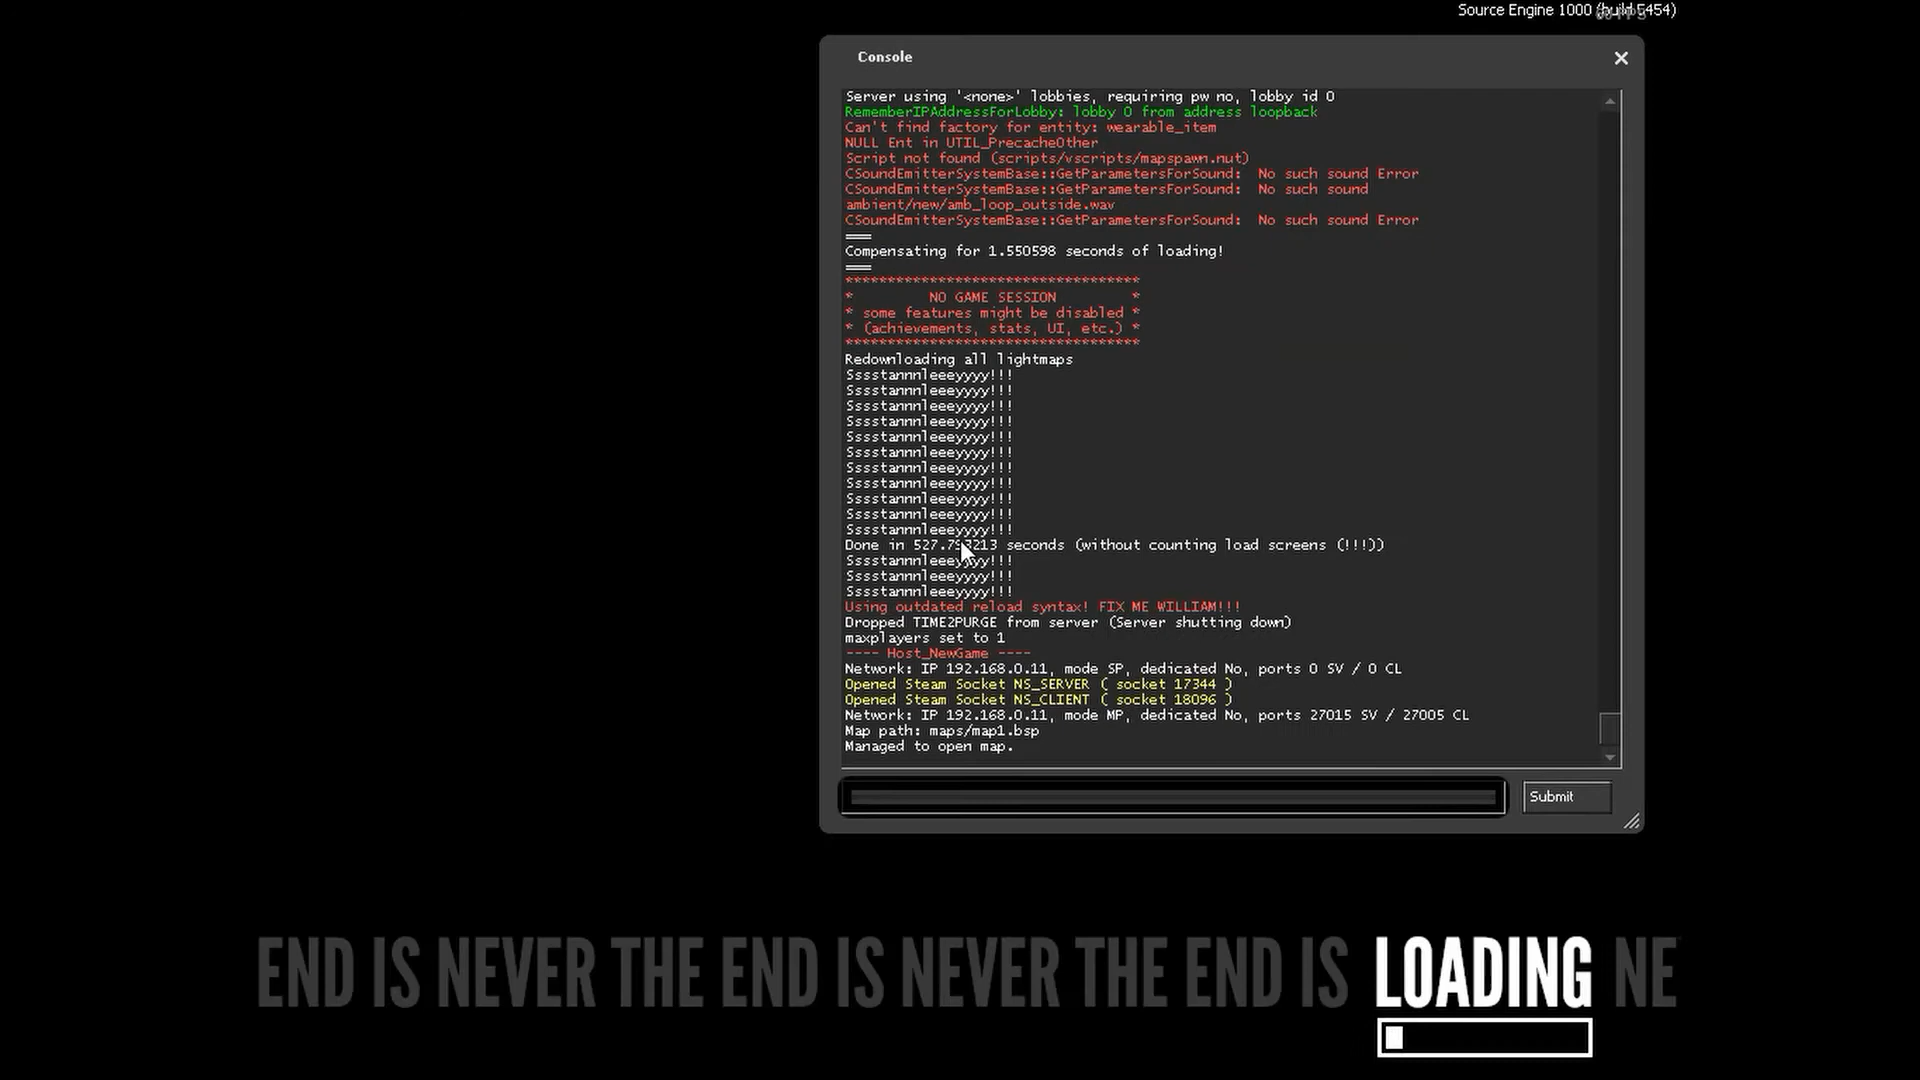 Source Engine 1000 (build 5454)
Console
Server using '<none>' lobbies, requiring pw no, lobby id 0
RememberIPAddressForLobby: lobby 0 from address loopback
Can't find factory for entity: wearable_item
NULL Ent in UTIL_PrecacheOther
Script not found (scripts/vscripts/mapspawn.nut)
CSoundEmitterSystemBase::GetParametersForSound:  No such sound Error
CSoundEmitterSystemBase::GetParametersForSound:  No such sound
ambient/new/amb_loop_outside.wav
CSoundEmitterSystemBase::GetParametersForSound:  No such sound Error
===
Compensating for 1.550598 seconds of loading!
===
***********************************
*         NO GAME SESSION         *
* some features might be disabled *
* (achievements, stats, UI, etc.) *
***********************************
Redownloading all lightmaps
Sssstannnleeeyyyy!!!
Sssstannnleeeyyyy!!!
Sssstannnleeeyyyy!!!
Sssstannnleeeyyyy!!!
Sssstannnleeeyyyy!!!
Sssstannnleeeyyyy!!!
Sssstannnleeeyyyy!!!
Sssstannnleeeyyyy!!!
Sssstannnleeeyyyy!!!
Sssstannnleeeyyyy!!!
Sssstannnleeeyyyy!!!
Done in 527.793213 seconds (without counting load screens (!!!))
Sssstannnleeeyyyy!!!
Sssstannnleeeyyyy!!!
Sssstannnleeeyyyy!!!
Using outdated reload syntax! FIX ME WILLIAM!!!
Dropped TIME2PURGE from server (Server shutting down)
maxplayers set to 1
---- Host_NewGame ----
Network: IP 192.168.0.11, mode SP, dedicated No, ports 0 SV / 0 CL
Opened Steam Socket NS_SERVER ( socket 17344 )
Opened Steam Socket NS_CLIENT ( socket 18096 )
Network: IP 192.168.0.11, mode MP, dedicated No, ports 27015 SV / 27005 CL
Map path: maps/map1.bsp
Managed to open map.
Submit
END IS NEVER THE END IS NEVER THE END IS LOADING NE